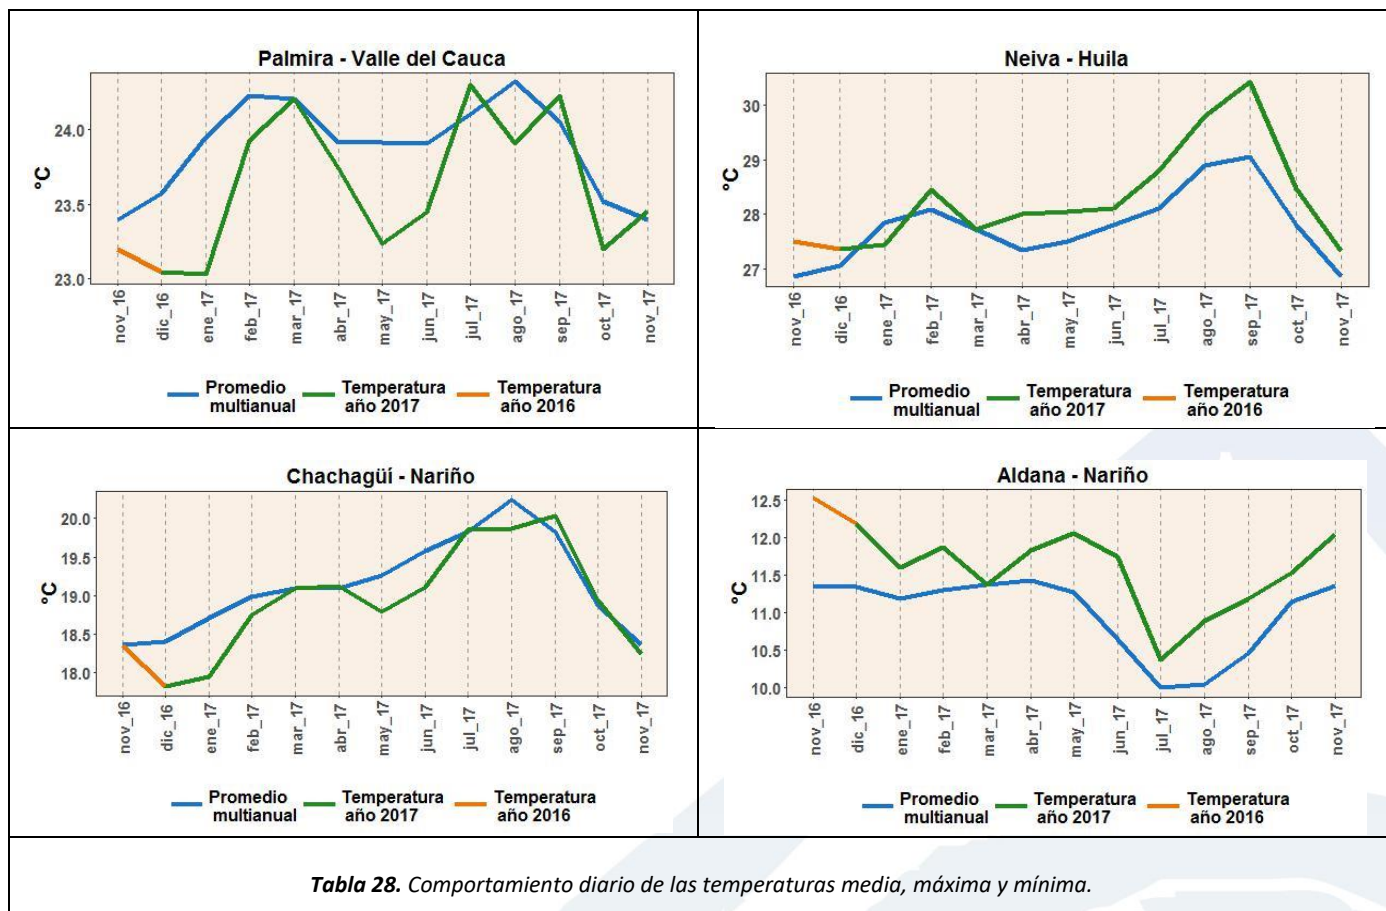 Palmira - Valle del Cauca
°C
24.0
23.5
23.0
nov_16
dic_16
ene_17
feb_17
mar_17
abr_17
may_17
jun_17
jul_17
ago_17
sep_17
oct_17
nov_17
Promedio
multianual
Temperatura
año 2017
Temperatura
año 2016
Neiva - Huila
°C
30
29
28
27
nov_16
dic_16
ene_17
feb_17
mar_17
abr_17
may_17
jun_17
jul_17
ago_17
sep_17
oct_17
nov_17
Promedio
multianual
Temperatura
año 2017
Temperatura
año 2016
Chachagüí - Nariño
°C
20.0
19.5
19.0
18.5
18.0
nov_16
dic_16
ene_17
feb_17
mar_17
abr_17
may_17
jun_17
jul_17
ago_17
sep_17
oct_17
nov_17
Promedio
multianual
Temperatura
año 2017
Temperatura
año 2016
Aldana - Nariño
°C
12.5
12.0
11.5
11.0
10.5
10.0
nov_16
dic_16
ene_17
feb_17
mar_17
abr_17
may_17
jun_17
jul_17
ago_17
sep_17
oct_17
nov_17
Promedio
multianual
Temperatura
año 2017
Temperatura
año 2016
Tabla 28. Comportamiento diario de las temperaturas media, máxima y mínima.